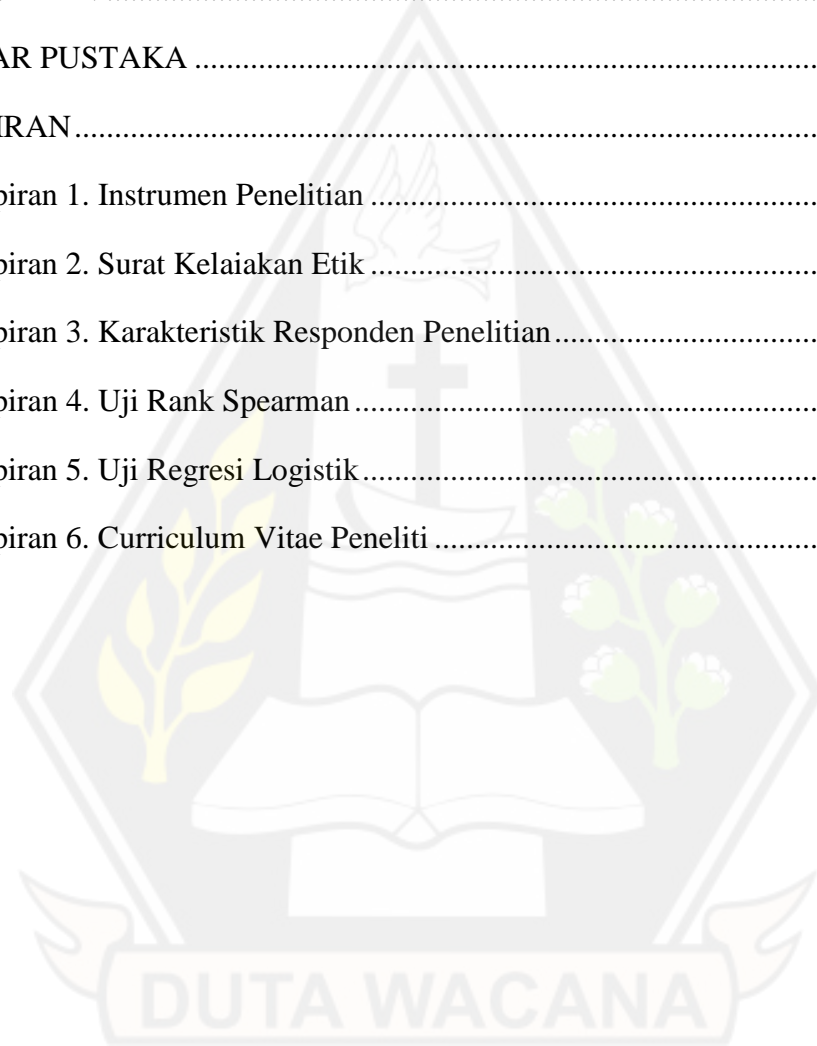 AR PUSTAKA ................................................................................
IRAN................................................................................................
piran 1. Instrumen Penelitian ........................................................
piran 2. Surat Kelaiakan Etik ........................................................
piran 3. Karakteristik Responden Penelitian.................................
piran 4. Uji Rank Spearman ..........................................................
piran 5. Uji Regresi Logistik.........................................................
piran 6. Curriculum Vitae Peneliti ................................................
DUTA WACANA